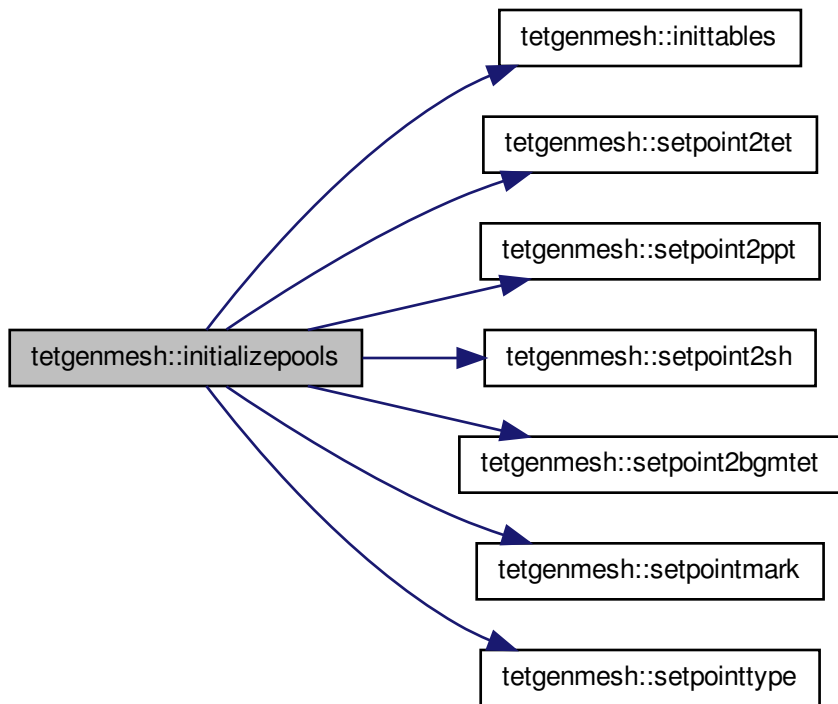 tetgenmesh::inittables
tetgenmesh::setpoint2tet
tetgenmesh::setpoint2ppt
tetgenmesh::initializepools
tetgenmesh::setpoint2sh
tetgenmesh::setpoint2bgmtet
tetgenmesh::setpointmark
tetgenmesh::setpointtype